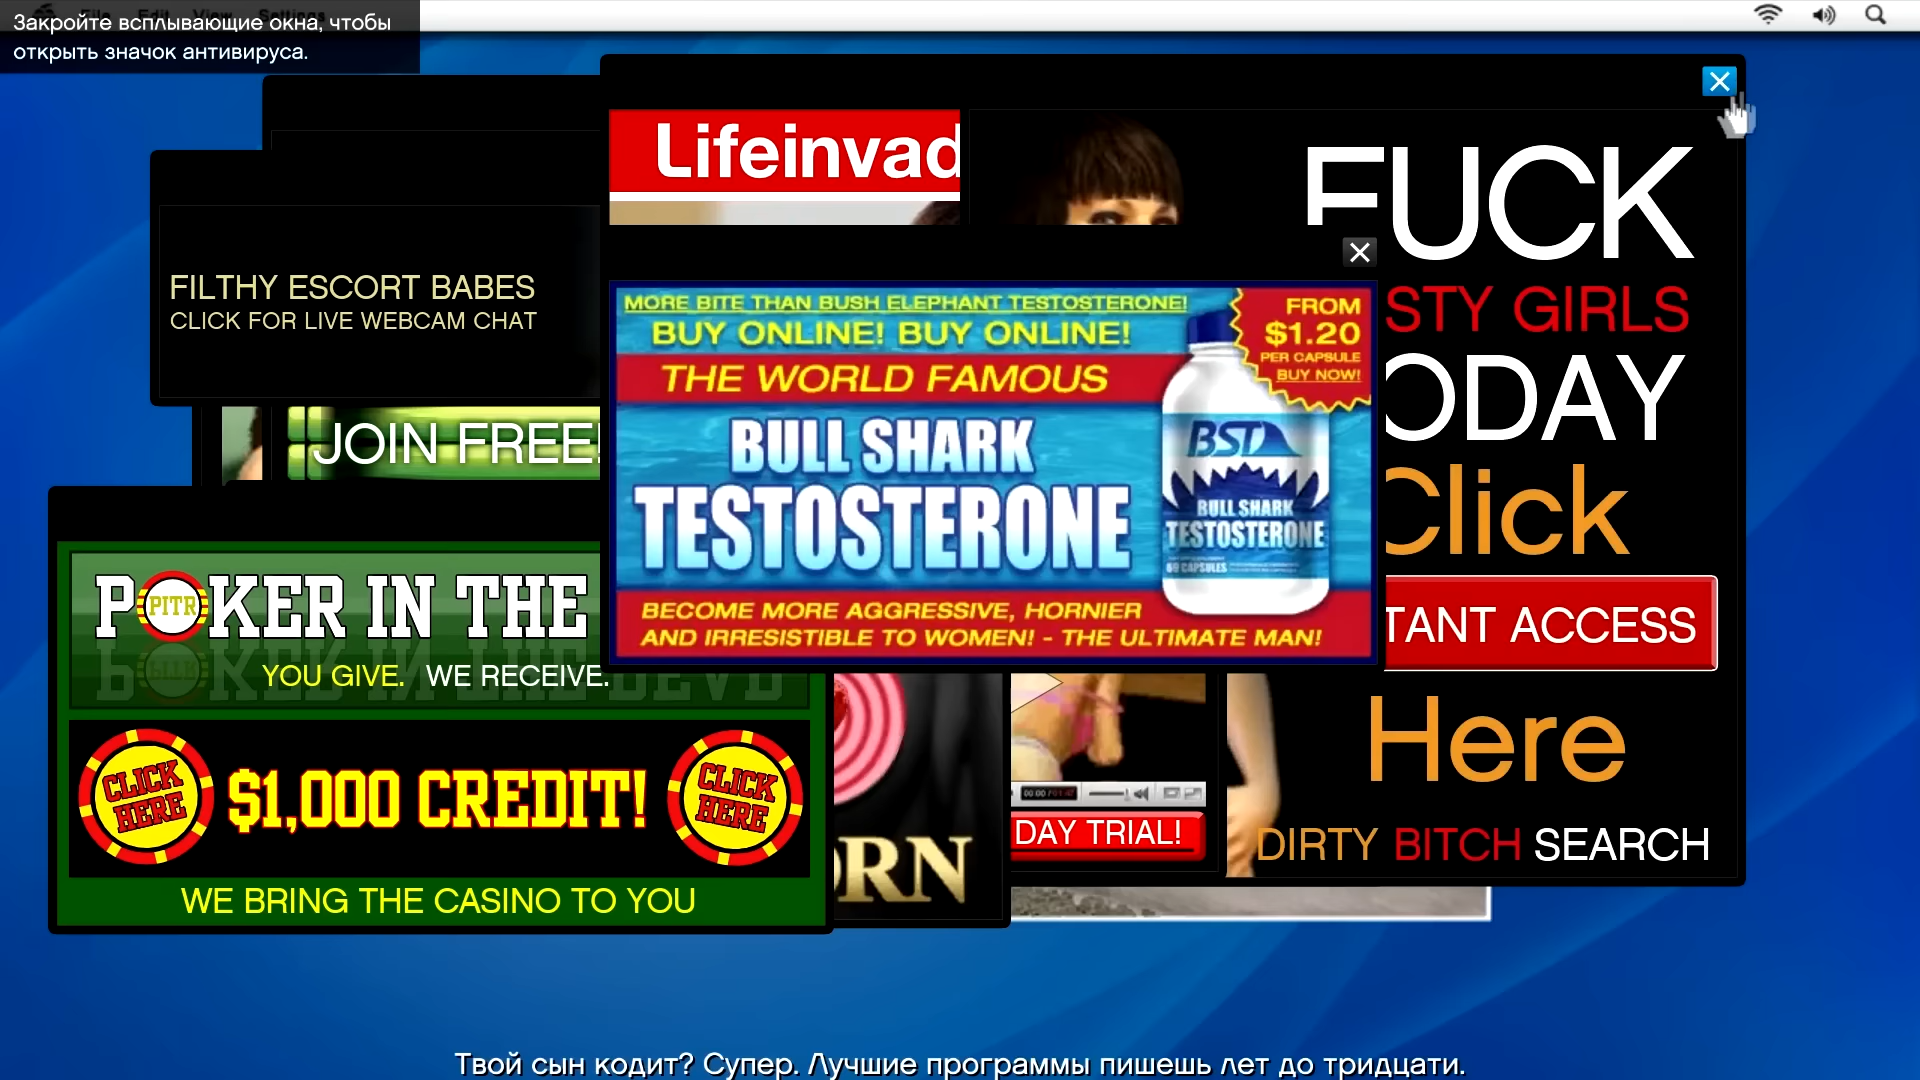 File Edit View Settings
Закройте всплывающие окна, чтобы
открыть значок антивируса.
Lifeinvad
FUCK
STY GIRLS
ODAY
Click
TANT ACCESS
Here
DIRTY BITCH SEARCH
FILTHY ESCORT BABES
CLICK FOR LIVE WEBCAM CHAT
JOIN FREE!
MORE BITE THAN BUSH ELEPHANT TESTOSTERONE!
BUY ONLINE! BUY ONLINE!
THE WORLD FAMOUS
BULL SHARK
TESTOSTERONE
BECOME MORE AGGRESSIVE, HORNIER
AND IRRESISTIBLE TO WOMEN! - THE ULTIMATE MAN!
FROM
$1.20
PER CAPSULE
BUY NOW!
BST
BULL SHARK
TESTOSTERONE
POKER IN THE
PITR
YOU GIVE. WE RECEIVE.
CLICK
HERE
$1,000 CREDIT!
CLICK
HERE
WE BRING THE CASINO TO YOU
ORN
DAY TRIAL!
Твой сын кодит? Супер. Лучшие программы пишешь лет до тридцати.